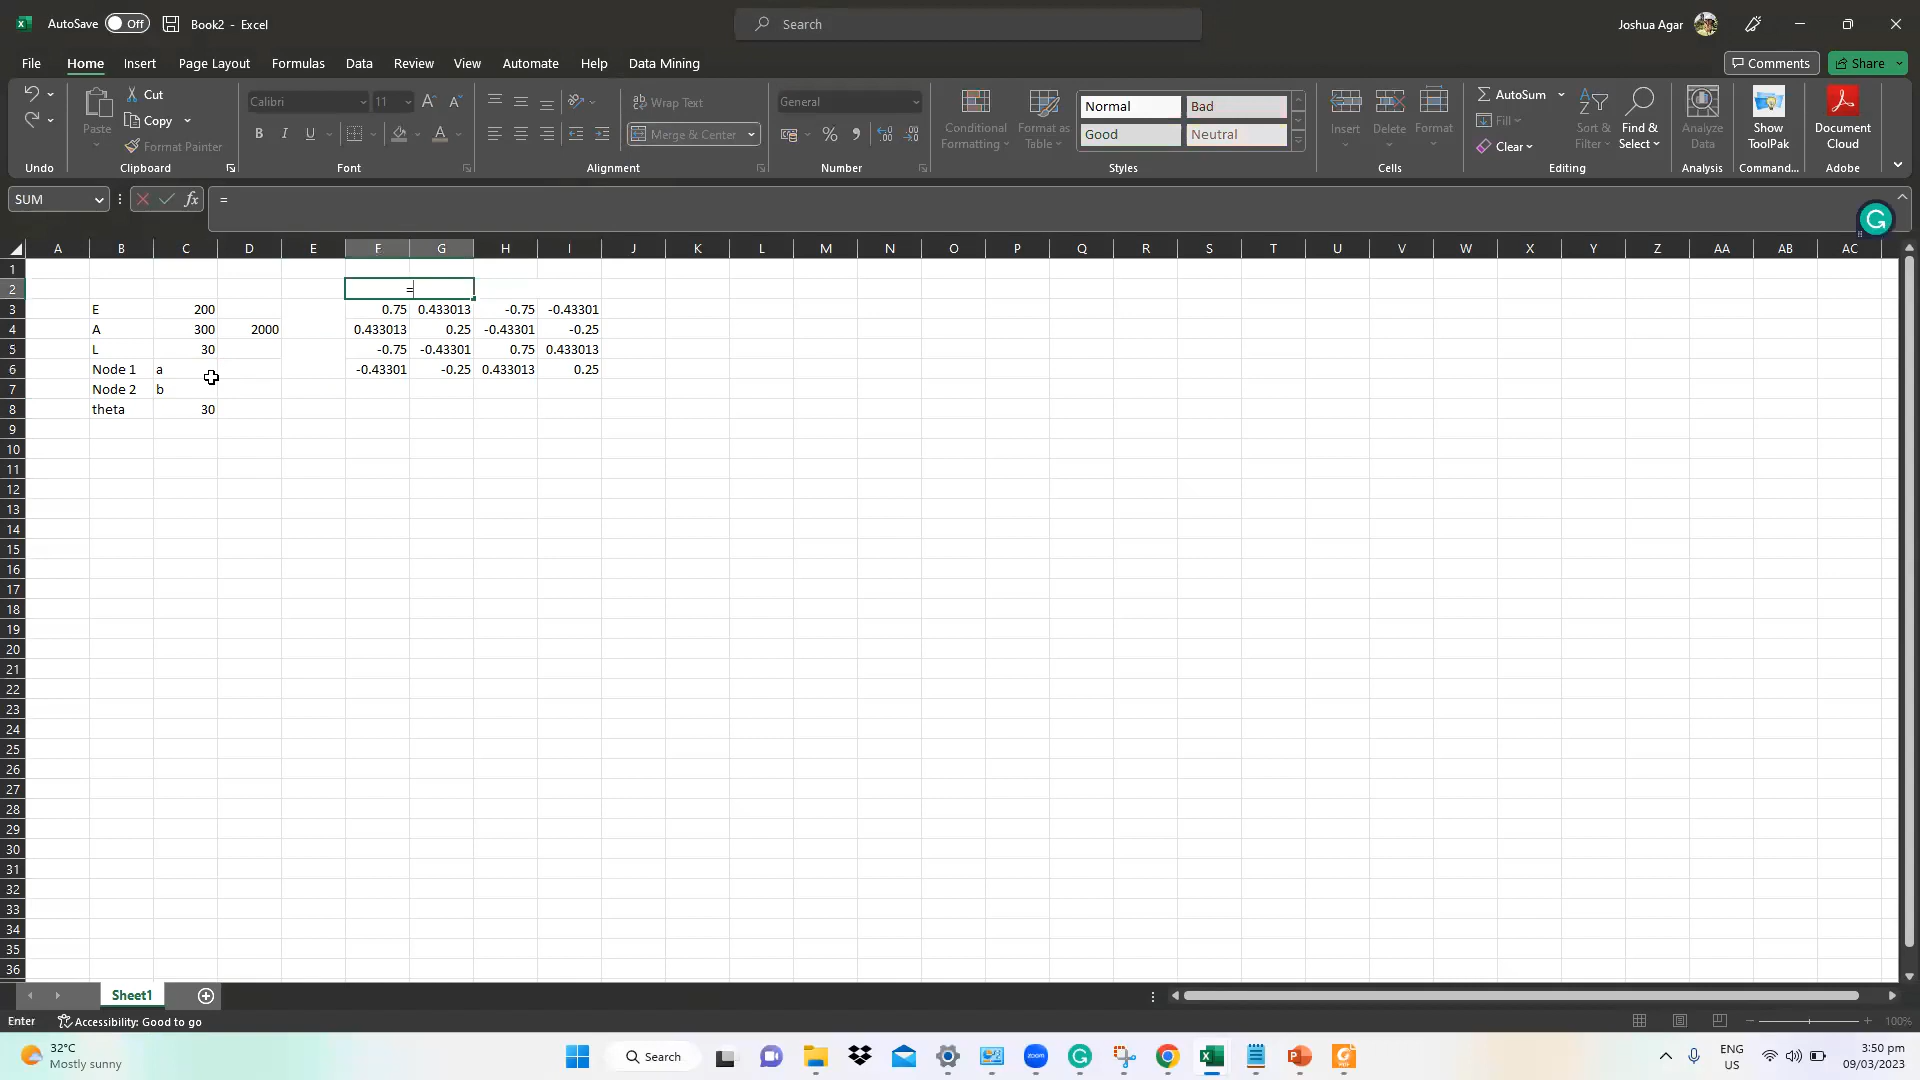 AutoSave Off Book2 - Excel Search Joshua Agar
File Home Insert Page Layout Formulas Data Review View Automate Help Data Mining Comments Share
Cut Calibri 11 Wrap Text General Normal Bad AutoSum
Paste Copy Merge & Center Conditional Formatting Format as Table Good Neutral Insert Delete Format Fill Sort & Filter Find & Select Analyze Data Show ToolPak Document Cloud
Format Painter Clear
Undo Clipboard Font Alignment Number Styles Cells Editing Analysis Command... Adobe
SUM fx =
A B C D E F G H I J K L M N O P Q R S T U V W X Y Z AA AB AC
1
2 =
3 E 200 0.75 0.433013 -0.75 -0.43301
4 A 300 2000 0.433013 0.25 -0.43301 -0.25
5 L 30 -0.75 -0.43301 0.75 0.433013
6 Node 1 a -0.43301 -0.25 0.433013 0.25
7 Node 2 b
8 theta 30
9
10
11
12
13
14
15
16
17
18
19
20
21
22
23
24
25
26
27
28
29
30
31
32
33
34
35
36
Sheet1
Enter Accessibility: Good to go 100%
32°C Search ENG 3:50 pm
Mostly sunny US 09/03/2023